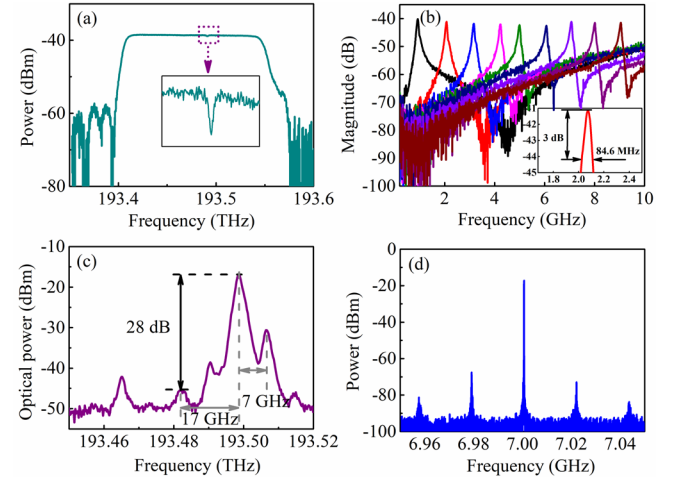 (a)
Power (dBm)
-40
-60
-80
193.4
193.5
193.6
Frequency (THz)
(b)
Magnitude (dB)
-40
-50
-60
-70
-80
-90
-100
2
4
6
8
10
Frequency (GHz)
-42
-43
-44
-45
3 dB
84.6 MHz
1.8
2.0
2.2
2.4
(c)
Optical power (dBm)
-10
-20
-30
-40
-50
28 dB
17 GHz
7 GHz
193.46
193.48
193.50
193.52
Frequency (THz)
(d)
Power (dBm)
0
-20
-40
-60
-80
-100
6.96
6.98
7.00
7.02
7.04
Frequency (GHz)